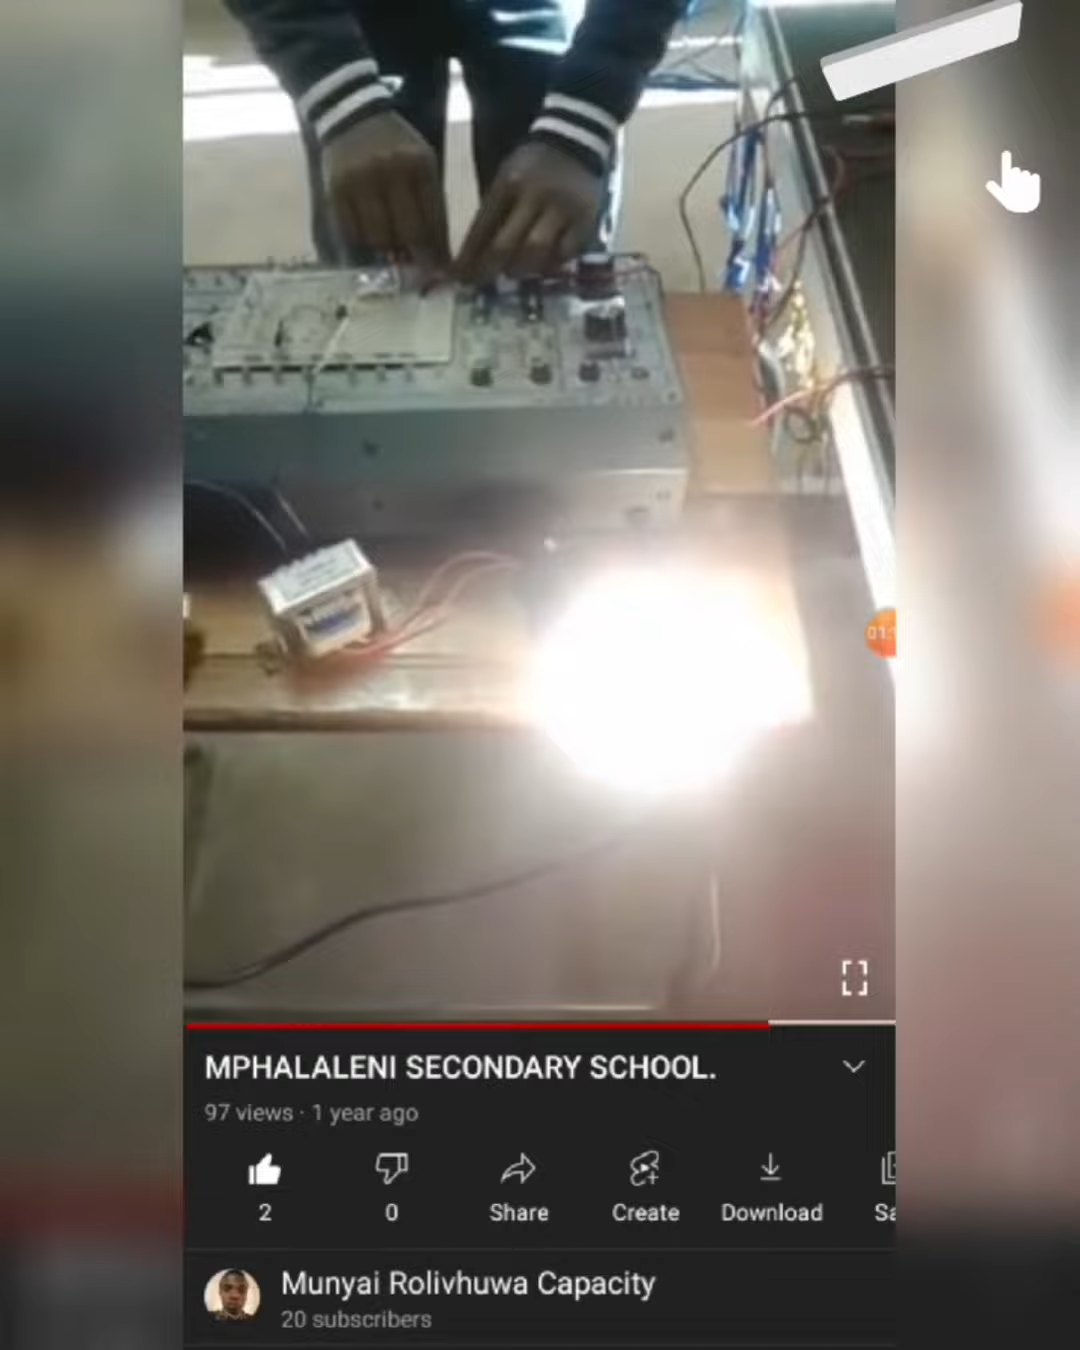 MPHALALENI SECONDARY SCHOOL.
97 views · 1 year ago
2
0
Share
Create
Download
Munyai Rolivhuwa Capacity
20 subscribers